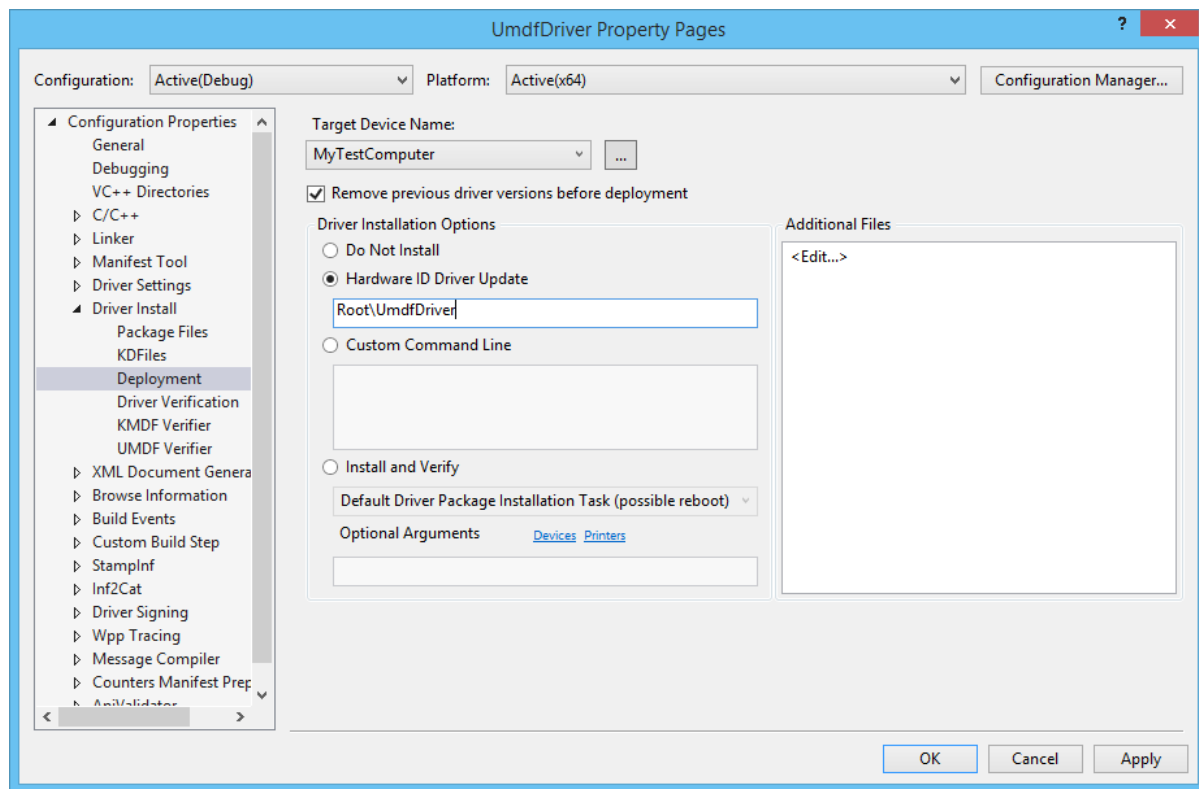 UmdfDriver Property Pages
?
Configuration: Active(Debug) Platform: Active(x64) Configuration Manager...
Configuration Properties
General
Debugging
VC++ Directories
C/C++
Linker
Manifest Tool
Driver Settings
Driver Install
Package Files
KDFiles
Deployment
Driver Verification
KMDF Verifier
UMDF Verifier
XML Document Genera
Browse Information
Build Events
Custom Build Step
StampInf
Inf2Cat
Driver Signing
Wpp Tracing
Message Compiler
Counters Manifest Prep
ApiValidator
Target Device Name:
MyTestComputer
...
Remove previous driver versions before deployment
Driver Installation Options
Do Not Install
Hardware ID Driver Update
Root\UmdfDriver
Custom Command Line
Install and Verify
Default Driver Package Installation Task (possible reboot)
Optional Arguments Devices Printers
Additional Files
<Edit...>
OK Cancel Apply